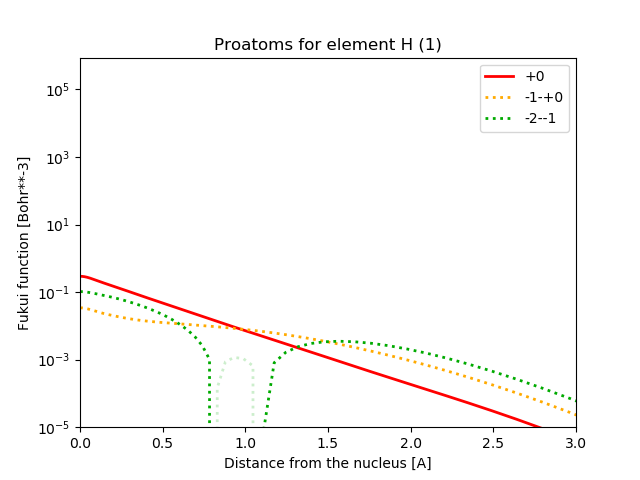 Proatoms for element H (1)
Fukui function [Bohr**-3]
10^5
10^3
10^1
10^-1
10^-3
10^-5
+0
-1-+0
-2--1
0.0 0.5 1.0 1.5 2.0 2.5 3.0
Distance from the nucleus [A]